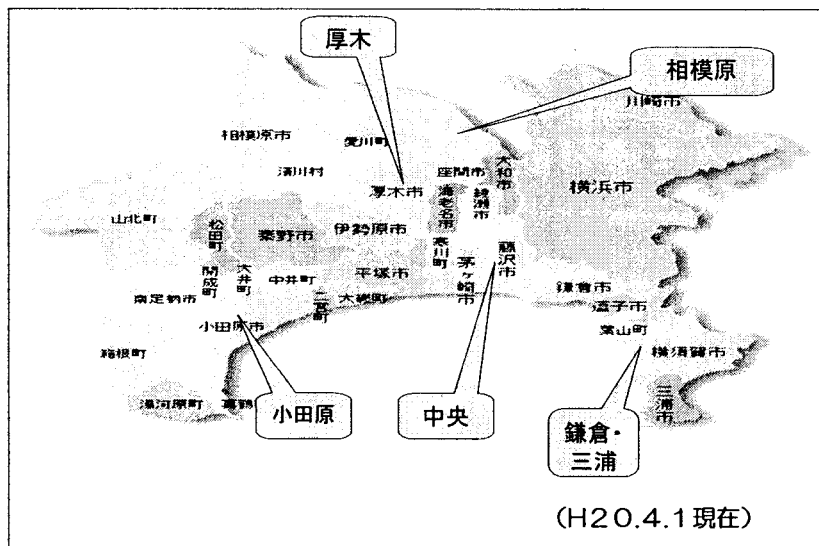 厚木
相模原
川崎市
相模原市
愛川町
清川村
座間市
大和市
厚木市
海老名市
綾瀬市
横浜市
山北町
松田町
秦野市
伊勢原市
寒川町
藤沢市
開成町
大井町
中井町
平塚市
茅ヶ崎市
鎌倉市
南足柄市
二宮町
大磯町
逗子市
小田原市
葉山町
箱根町
横須賀市
湯河原町
真鶴
三浦市
小田原
中央
鎌倉・
三浦
(H20.4.1現在)